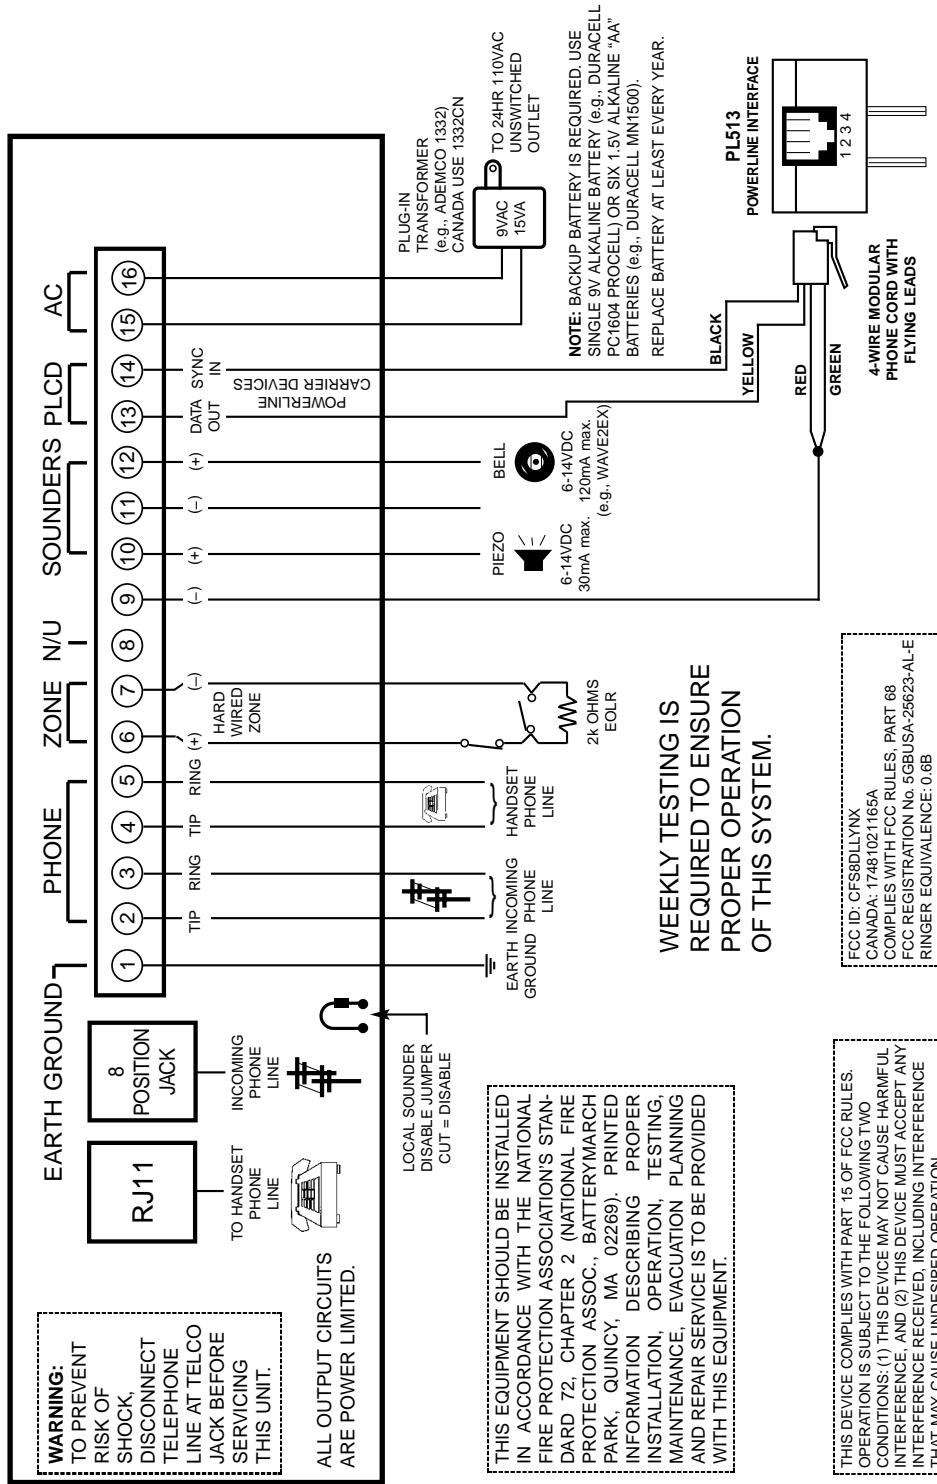 WARNING:
TO PREVENT
RISK OF
SHOCK,
DISCONNECT
TELEPHONE
LINE AT TELCO
JACK BEFORE
SERVICING
THIS UNIT.
ALL OUTPUT CIRCUITS
ARE POWER LIMITED.
RJ11
TO HANDSET
PHONE
LINE
8
POSITION
JACK
INCOMING
PHONE
LINE
LOCAL SOUNDER
DISABLE JUMPER
CUT = DISABLE
EARTH GROUND
PHONE
ZONE
N/U
SOUNDERS
PLCD
AC
1 2 3 4 5 6 7 8 9 10 11 12 13 14 15 16
TIP RING TIP RING (+) (–) (–) (+) (–) (+)
HARD
WIRED
ZONE
DATA
OUT
SYNC
IN
POWERLINE
CARRIER DEVICES
EARTH
GROUND
INCOMING
PHONE
LINE
HANDSET
PHONE
LINE
2k OHMS
EOLR
PIEZO
6-14VDC
30mA max.
BELL
6-14VDC
120mA max.
(e.g., WAVE2EX)
PLUG-IN
TRANSFORMER
(e.g., ADEMCO 1332)
CANADA USE 1332CN
9VAC
15VA
TO 24HR 110VAC
UNSWITCHED
OUTLET
NOTE: BACKUP BATTERY IS REQUIRED. USE
SINGLE 9V ALKALINE BATTERY (e.g., DURACELL
PC1604 PROCELL) OR SIX 1.5V ALKALINE “AA”
BATTERIES (e.g., DURACELL MN1500).
REPLACE BATTERY AT LEAST EVERY YEAR.
BLACK
YELLOW
RED
GREEN
PL513
POWERLINE INTERFACE
1 2 3 4
4-WIRE MODULAR
PHONE CORD WITH
FLYING LEADS
THIS EQUIPMENT SHOULD BE INSTALLED
IN ACCORDANCE WITH THE NATIONAL
FIRE PROTECTION ASSOCIATION'S STAN-
DARD 72, CHAPTER 2 (NATIONAL FIRE
PROTECTION ASSOC., BATTERYMARCH
PARK, QUINCY, MA 02269). PRINTED
INFORMATION DESCRIBING PROPER
INSTALLATION, OPERATION, TESTING,
MAINTENANCE, EVACUATION PLANNING
AND REPAIR SERVICE IS TO BE PROVIDED
WITH THIS EQUIPMENT.
WEEKLY TESTING IS
REQUIRED TO ENSURE
PROPER OPERATION
OF THIS SYSTEM.
THIS DEVICE COMPLIES WITH PART 15 OF FCC RULES.
OPERATION IS SUBJECT TO THE FOLLOWING TWO
CONDITIONS: (1) THIS DEVICE MAY NOT CAUSE HARMFUL
INTERFERENCE, AND (2) THIS DEVICE MUST ACCEPT ANY
INTERFERENCE RECEIVED, INCLUDING INTERFERENCE
THAT MAY CAUSE UNDESIRED OPERATION
FCC ID: CFS8DLLYNX
CANADA: 17481021165A
COMPLIES WITH FCC RULES, PART 68
FCC REGISTRATION No. 5GBUSA-25623-AL-E
RINGER EQUIVALENCE: 0.6B